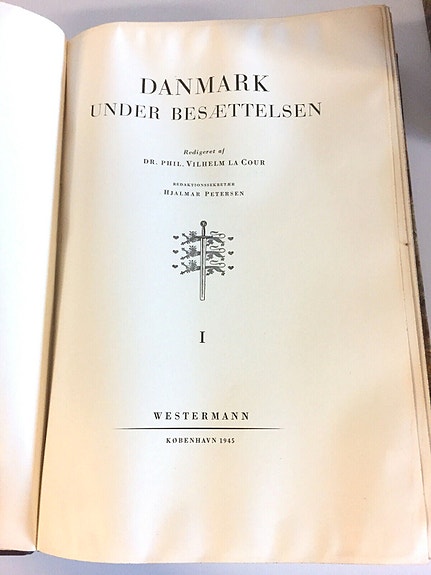 DANMARK
UNDER BESÆTTELSEN
Redigeret af
DR. PHIL. VILHELM LA COUR
REDAKTIONSSEKRETÆR
HJALMAR PETERSEN
I
WESTERMANN
KØBENHAVN 1945